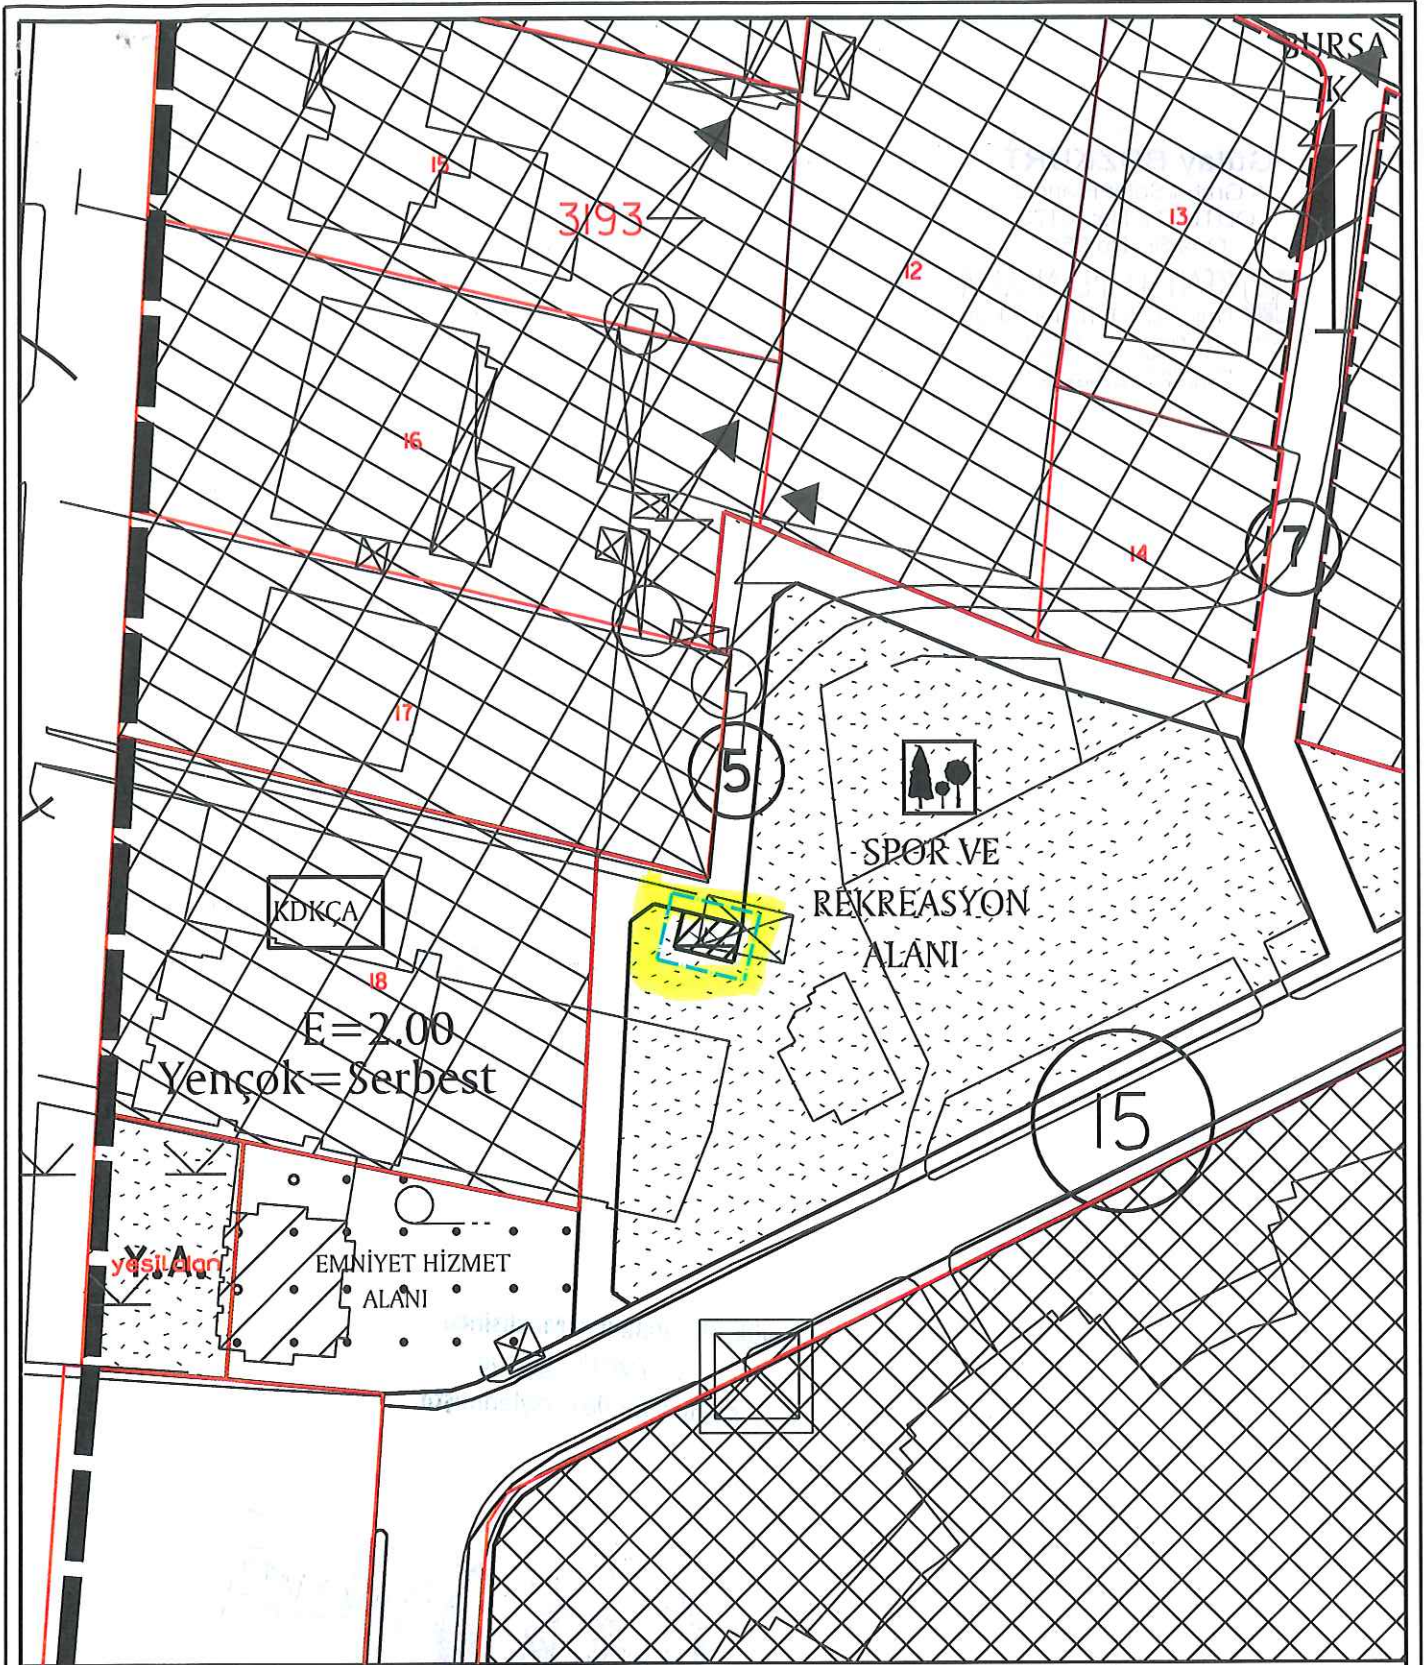 BURSA
K
15
3193
13
12
16
14
7
17
5
SPOR VE
REKREASYON
ALANI
KDKÇA
18
E=2.00
Yençok=Serbest
15
Y.A.
yesil alan
EMNİYET HİZMET
ALANI